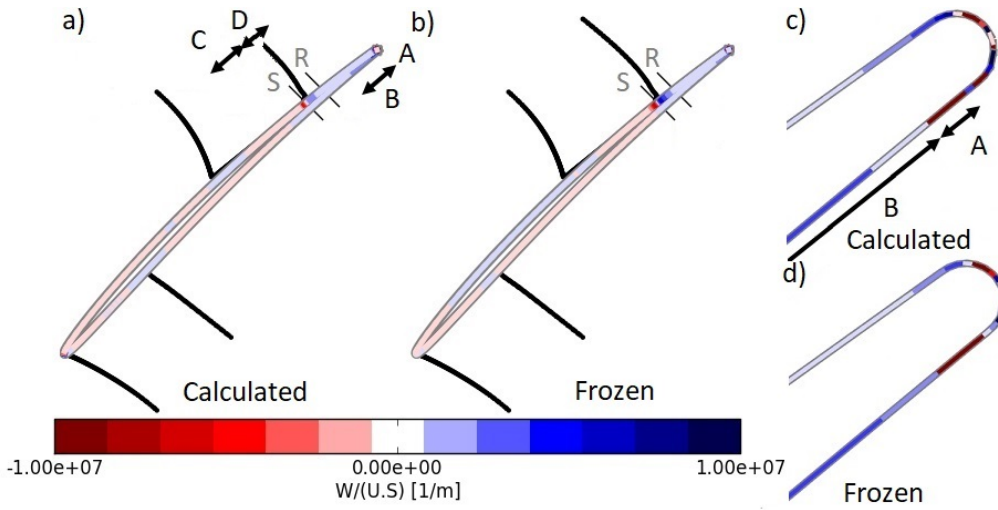 a)
D
C
R
S
A
B
b)
R
S
c)
A
B
Calculated
d)
Calculated
Frozen
Frozen
-1.00e+07
0.00e+00
1.00e+07
W/(U.S) [1/m]